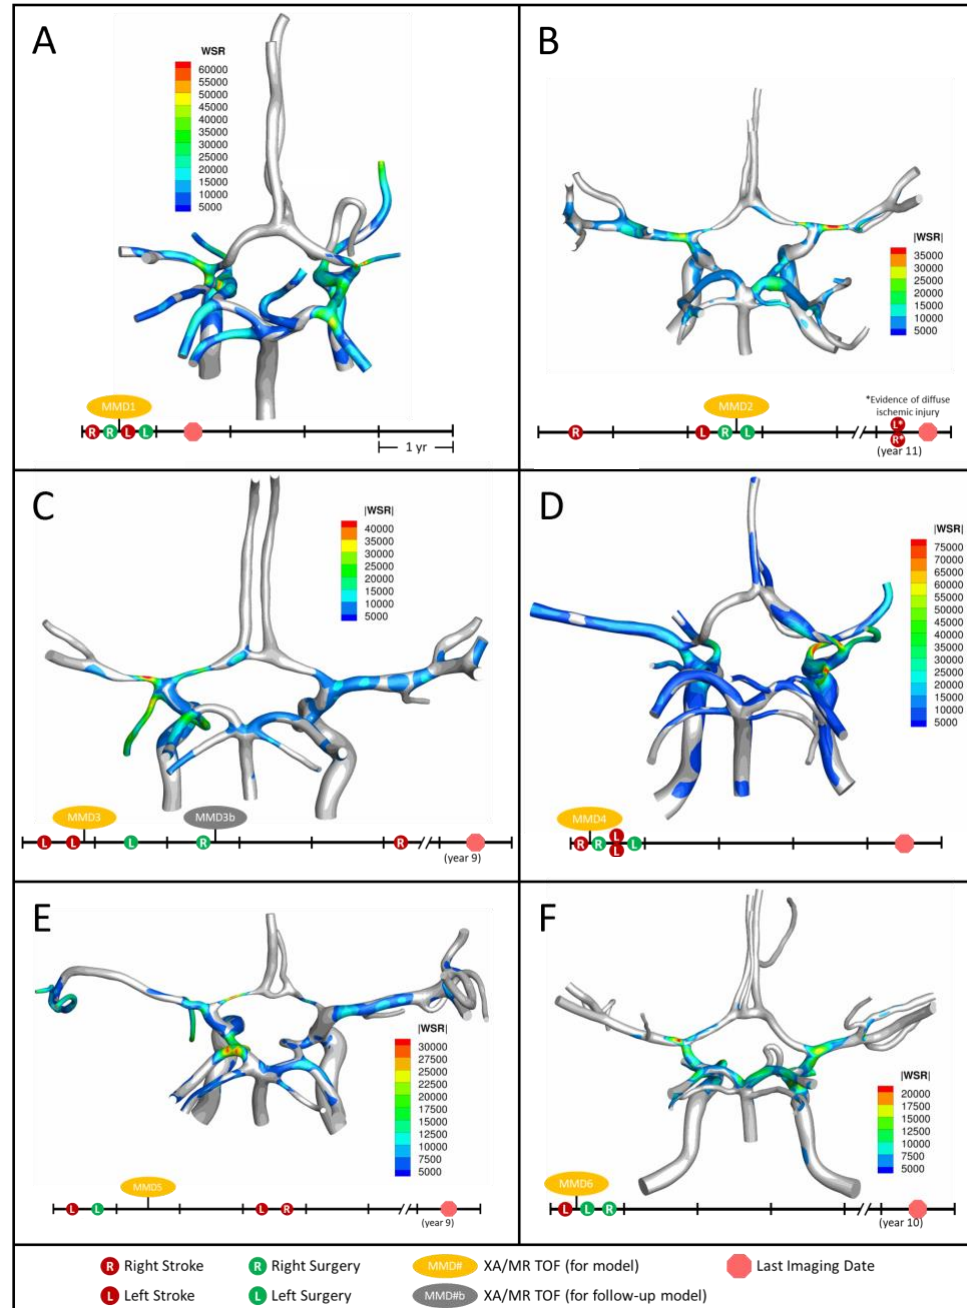 A
WSR
60000
55000
50000
45000
40000
35000
30000
25000
20000
15000
10000
5000
MMD1
R R L L
1 yr
B
|WSR|
35000
30000
25000
20000
15000
10000
5000
MMD2
*Evidence of diffuse
ischemic injury
L*
R L R L
R*
(year 11)
C
|WSR|
40000
35000
30000
25000
20000
15000
10000
5000
MMD3 MMD3b
L L L R R
(year 9)
D
|WSR|
75000
70000
65000
60000
55000
50000
45000
40000
35000
30000
25000
20000
15000
10000
5000
MMD4
L
R R L
L
E
|WSR|
30000
27500
25000
22500
20000
17500
15000
12500
10000
7500
5000
MMD5
L L L R
(year 9)
F
|WSR|
20000
17500
15000
12500
10000
7500
5000
MMD6
L L R
(year 10)
R Right Stroke R Right Surgery MMD# XA/MR TOF (for model) Last Imaging Date
L Left Stroke L Left Surgery MMD#b XA/MR TOF (for follow-up model)